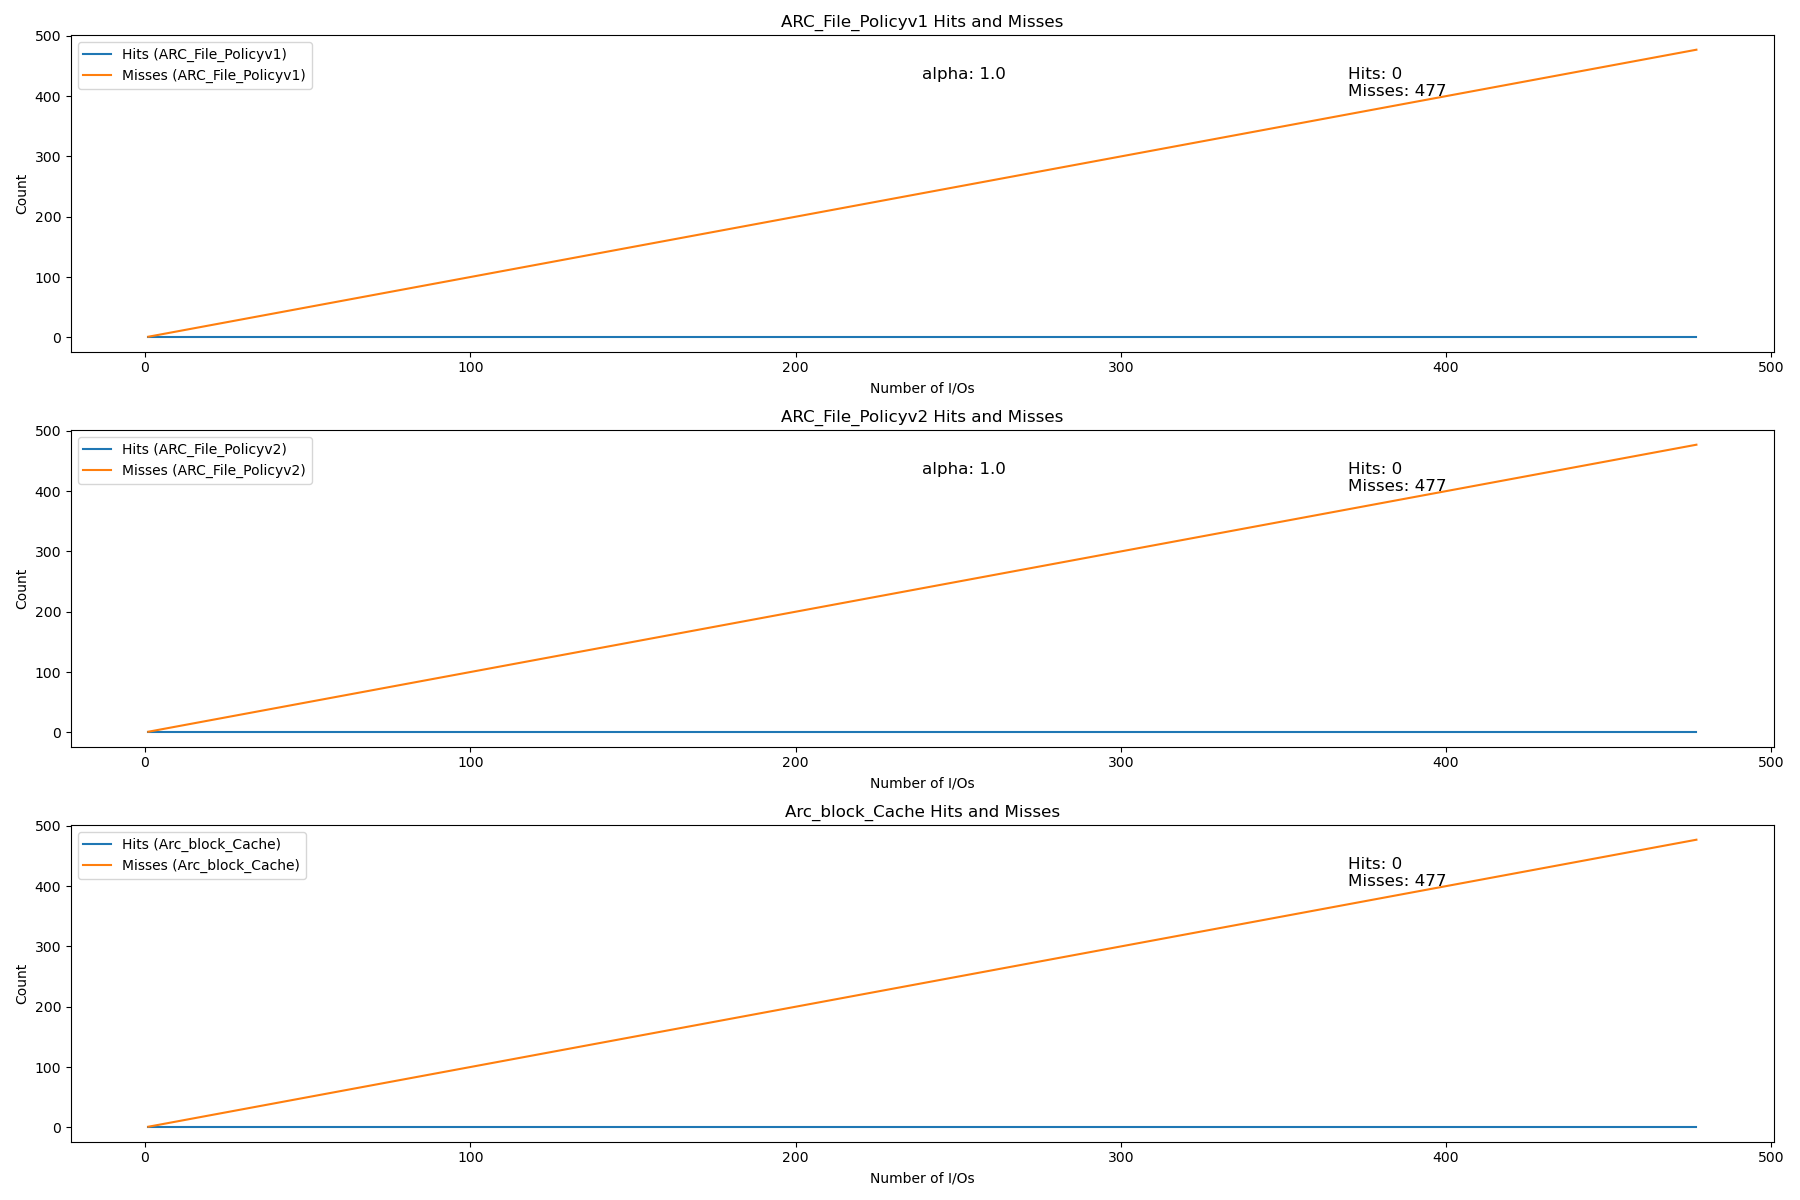 ARC_File_Policyv1 Hits and Misses
500
400
300
200
100
0
Count
Hits (ARC_File_Policyv1)
Misses (ARC_File_Policyv1)
alpha: 1.0
Hits: 0
Misses: 477
0 100 200 300 400 500
Number of I/Os
ARC_File_Policyv2 Hits and Misses
500
400
300
200
100
0
Count
Hits (ARC_File_Policyv2)
Misses (ARC_File_Policyv2)
alpha: 1.0
Hits: 0
Misses: 477
0 100 200 300 400 500
Number of I/Os
Arc_block_Cache Hits and Misses
500
400
300
200
100
0
Count
Hits (Arc_block_Cache)
Misses (Arc_block_Cache)
Hits: 0
Misses: 477
0 100 200 300 400 500
Number of I/Os